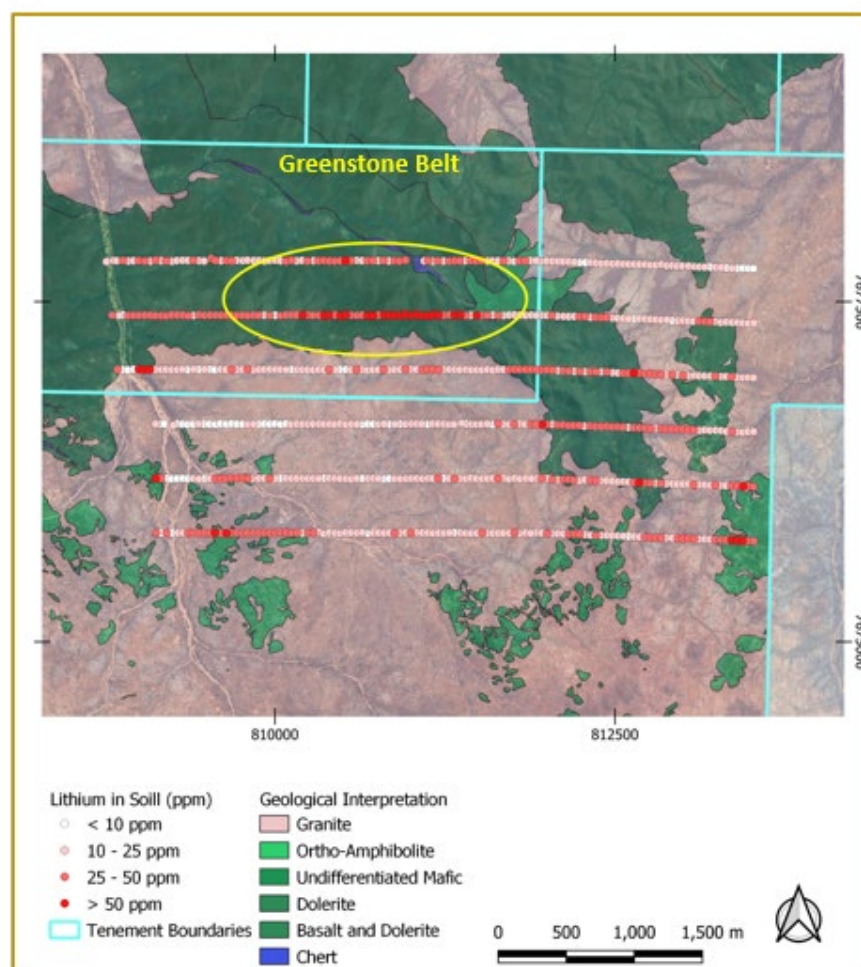 Greenstone Belt
810000
812500
Lithium in Soill (ppm)
< 10 ppm
10 - 25 ppm
25 - 50 ppm
> 50 ppm
Tenement Boundaries
Geological Interpretation
Granite
Ortho-Amphibolite
Undifferentiated Mafic
Dolerite
Basalt and Dolerite
Chert
0 500 1,000 1,500 m